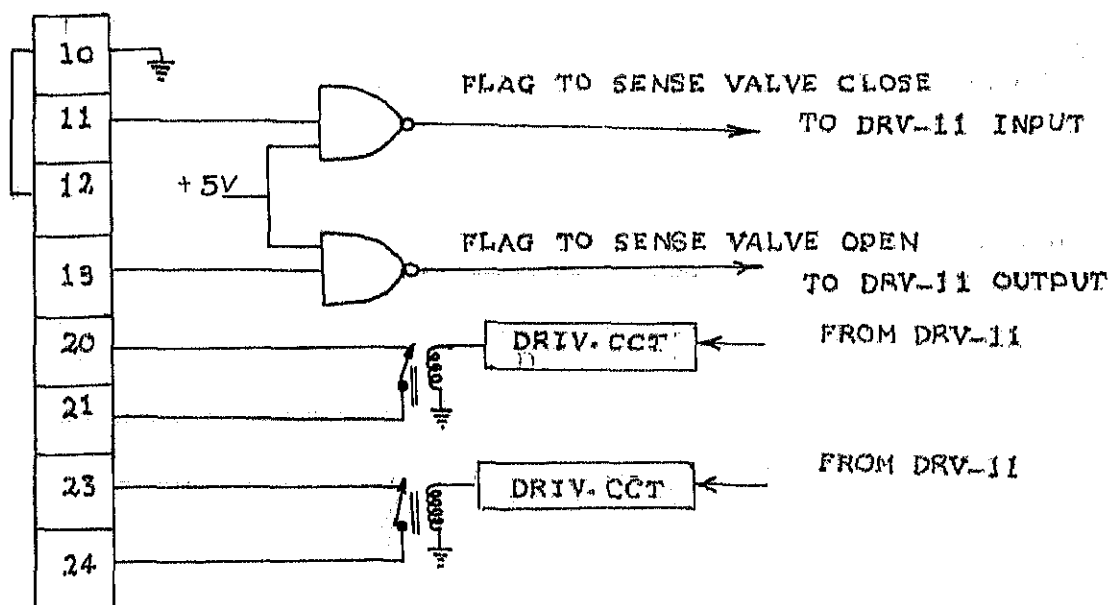 10
FLAG TO SENSE VALVE CLOSE
11
TO DRV-11 INPUT
12
+5V
FLAG TO SENSE VALVE OPEN
13
TO DRV-11 OUTPUT
20
DRIV. CCT
FROM DRV-11
21
23
DRIV. CCT
FROM DRV-11
24